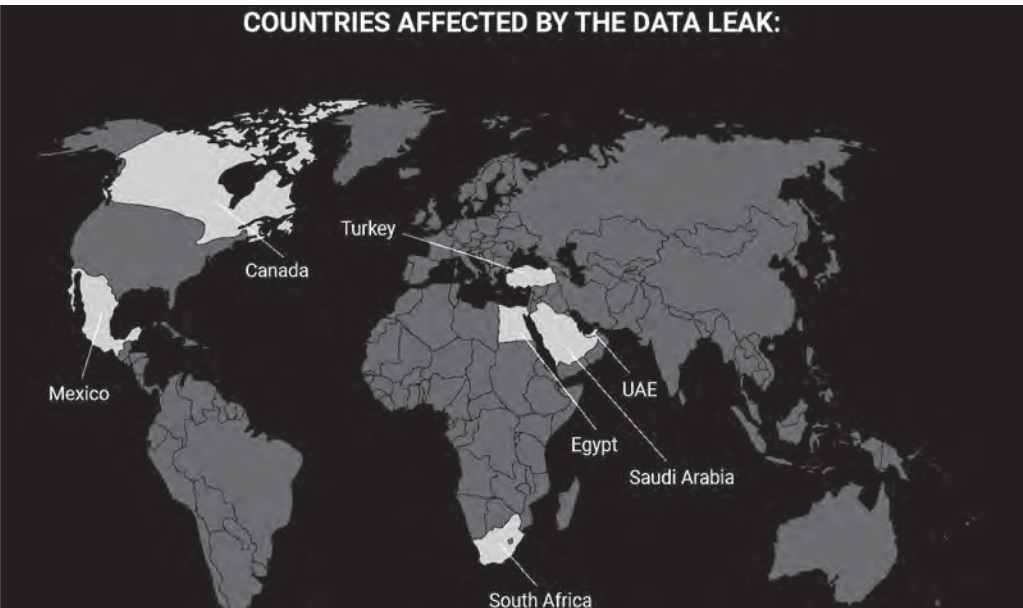 COUNTRIES AFFECTED BY THE DATA LEAK:
Turkey
Canada
Mexico
UAE
Egypt
Saudi Arabia
South Africa